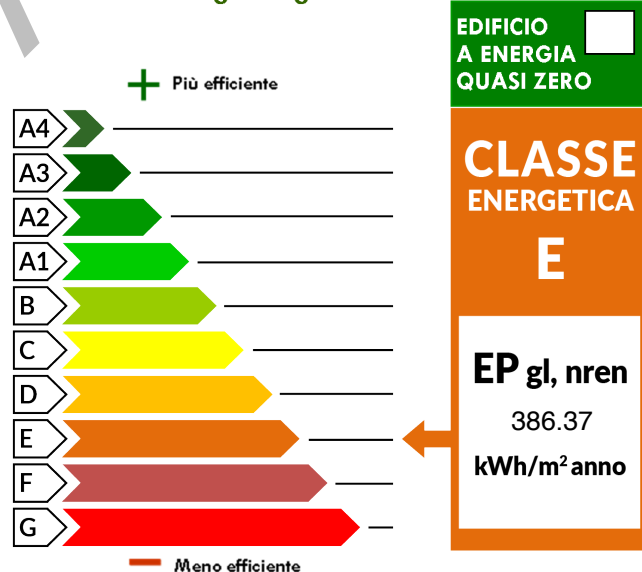 EDIFICIO
A ENERGIA
QUASI ZERO
+ Più efficiente
A4
A3
A2
A1
B
C
D
E
F
G
Meno efficiente
CLASSE
ENERGETICA
E
EP gl, nren
386.37
kWh/m² anno